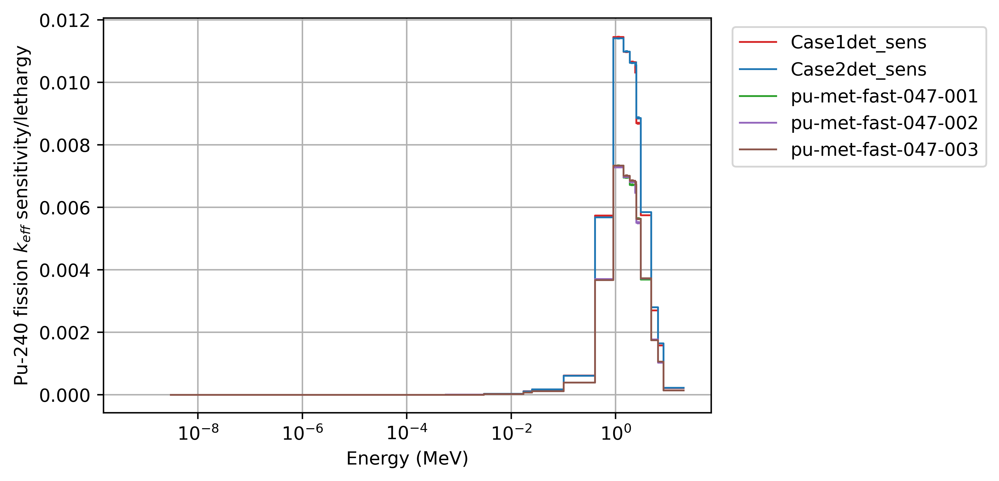 0.012
0.010
0.008
0.006
0.004
0.002
0.000
Pu-240 fission k_eff sensitivity/lethargy
10⁻⁸ 10⁻⁶ 10⁻⁴ 10⁻² 10⁰
Energy (MeV)
Case1det_sens
Case2det_sens
pu-met-fast-047-001
pu-met-fast-047-002
pu-met-fast-047-003